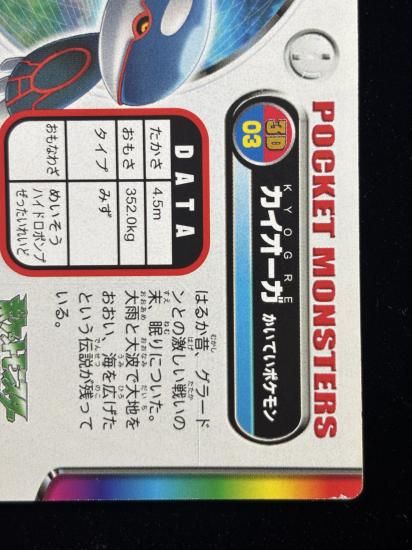 POCKET MONSTERS
3D
03
KYOGRE
カイオーガ かいていポケモン
DATA
たかさ 4.5m
おもさ 352.0kg
タイプ みず
おもなわざ めいそう
ハイドロポンプ
ぜったいれいど
はるか昔、グラード
ンとの激しい戦いの
末、眠りについた。
大雨と大波で大地を
おおい、海を広げた
という伝説が残って
いる。